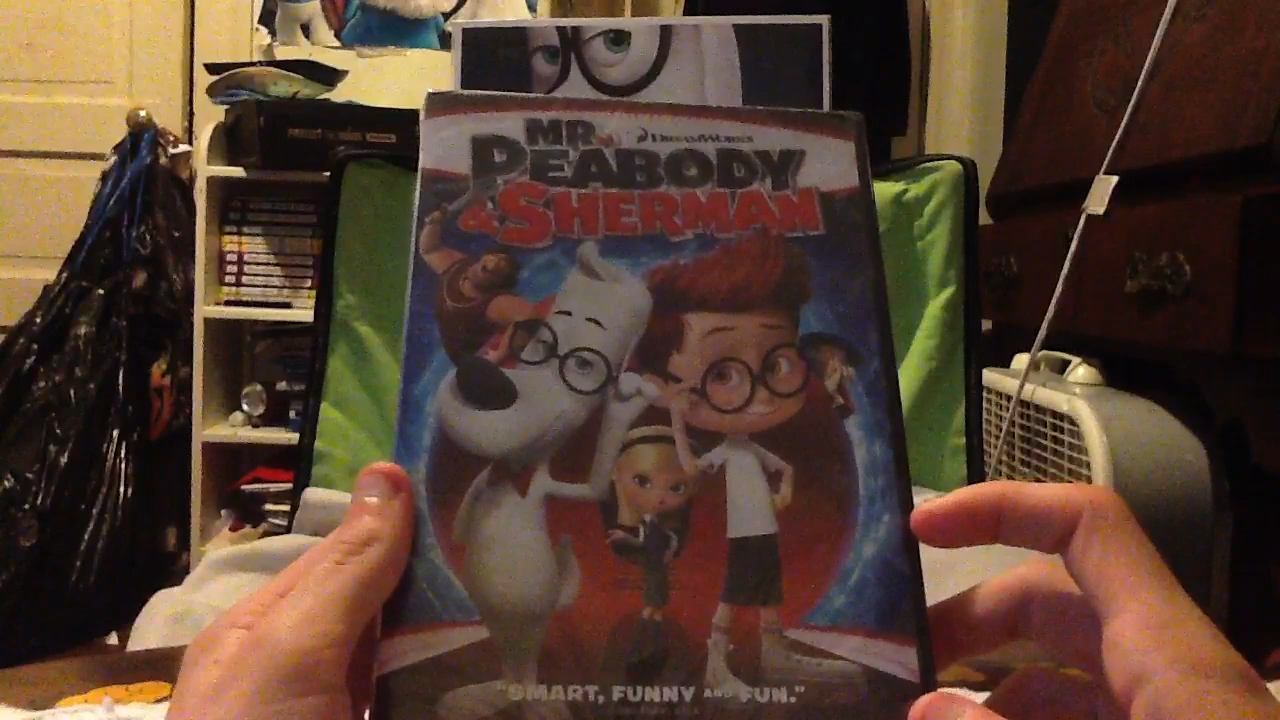 MR.
DREAMWORKS
PEABODY
& SHERMAN
"SMART, FUNNY AND FUN."